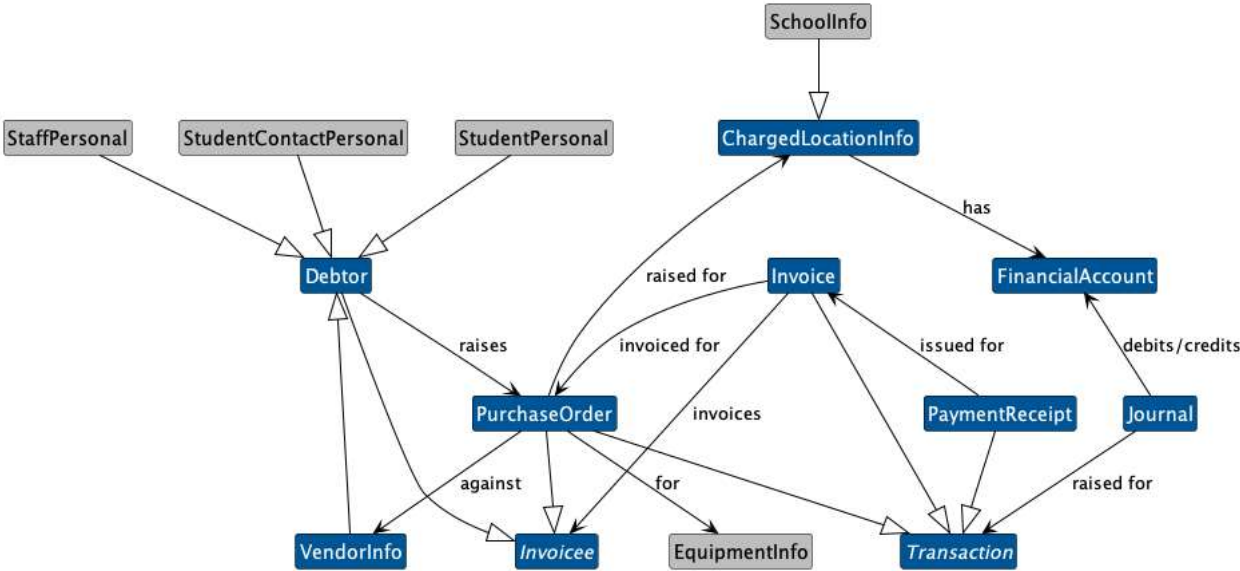 SchoolInfo
StaffPersonal
StudentContactPersonal
StudentPersonal
ChargedLocationInfo
has
Debtor
raised for
Invoice
FinancialAccount
raises
invoiced for
issued for
debits/credits
PurchaseOrder
invoices
PaymentReceipt
Journal
against
for
raised for
VendorInfo
Invoicee
EquipmentInfo
Transaction